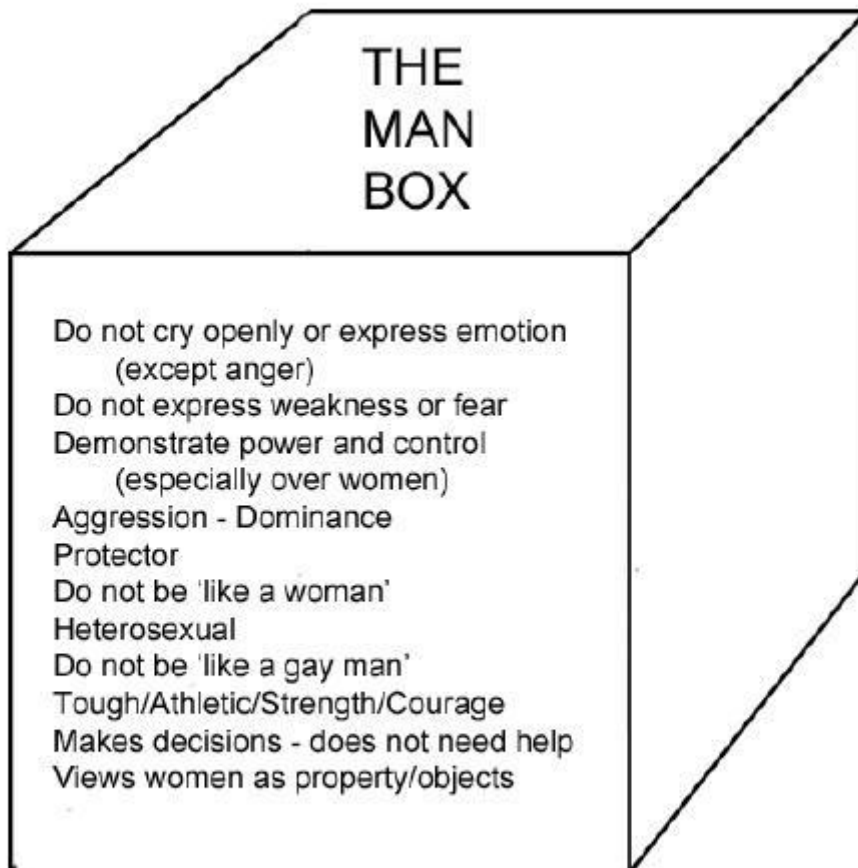 THE
MAN
BOX
Do not cry openly or express emotion
(except anger)
Do not express weakness or fear
Demonstrate power and control
(especially over women)
Aggression - Dominance
Protector
Do not be 'like a woman'
Heterosexual
Do not be 'like a gay man'
Tough/Athletic/Strength/Courage
Makes decisions - does not need help
Views women as property/objects